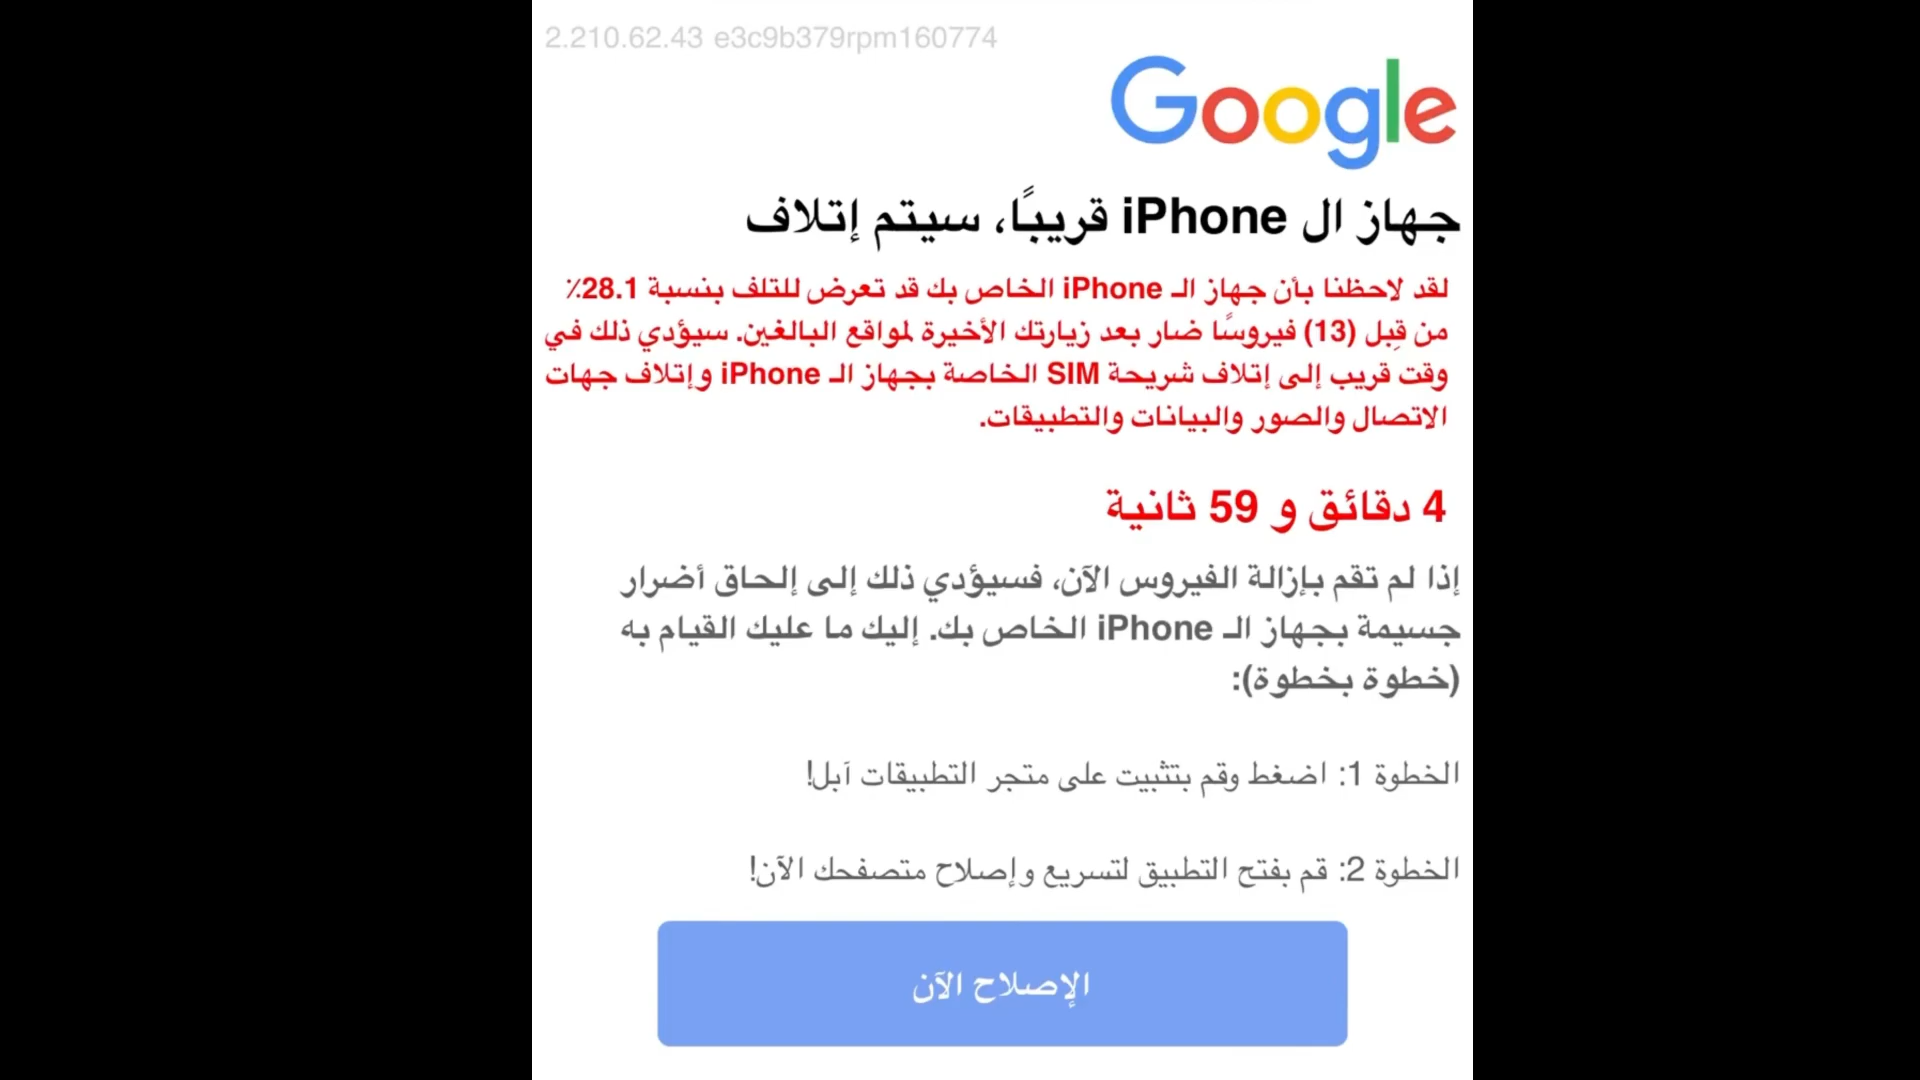 2.210.62.43 e3c9b379rpm160774
Google
جهاز ال iPhone قريبًا، سيتم إتلاف
لقد لاحظنا بأن جهاز الـ iPhone الخاص بك قد تعرض للتلف بنسبة 28.1٪
من قِبل (13) فيروسًا ضار بعد زيارتك الأخيرة لمواقع البالغين. سيؤدي ذلك في
وقت قريب إلى إتلاف شريحة SIM الخاصة بجهاز الـ iPhone وإتلاف جهات
الاتصال والصور والبيانات والتطبيقات.
4 دقائق و 59 ثانية
إذا لم تقم بإزالة الفيروس الآن، فسيؤدي ذلك إلى إلحاق أضرار
جسيمة بجهاز الـ iPhone الخاص بك. إليك ما عليك القيام به
(خطوة بخطوة):
الخطوة 1: اضغط وقم بتثبيت على متجر التطبيقات آبل!
الخطوة 2: قم بفتح التطبيق لتسريع وإصلاح متصفحك الآن!
الإصلاح الآن